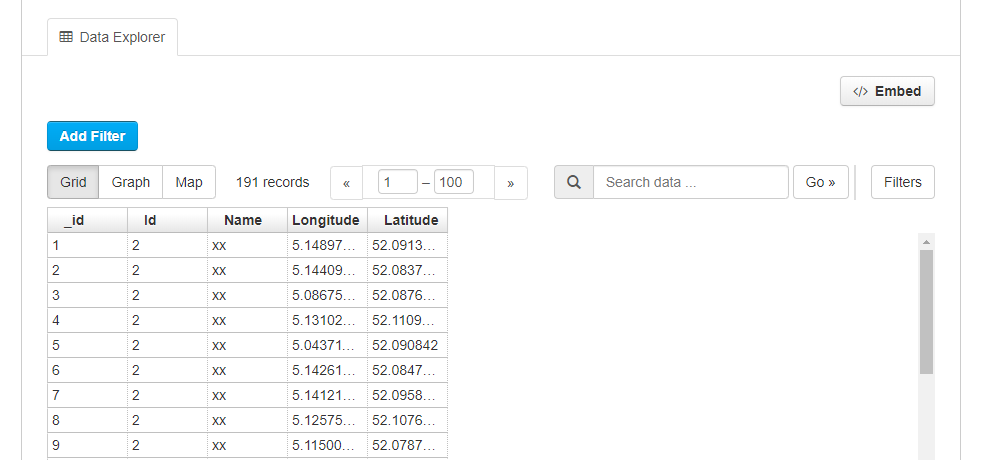 Data Explorer
</> Embed
Add Filter
Grid Graph Map 191 records « 1 – 100 » Search data ... Go » Filters
_id Id Name Longitude Latitude
1 2 xx 5.14897... 52.0913...
2 2 xx 5.14409... 52.0837...
3 2 xx 5.08675... 52.0876...
4 2 xx 5.13102... 52.1109...
5 2 xx 5.04371... 52.090842
6 2 xx 5.14261... 52.0847...
7 2 xx 5.14121... 52.0958...
8 2 xx 5.12575... 52.1076...
9 2 xx 5.11500... 52.0787...